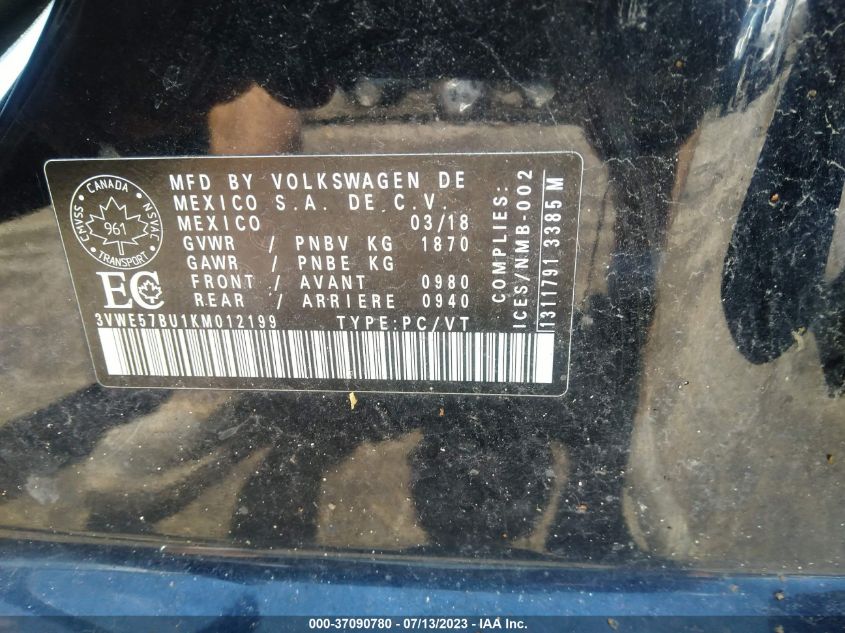 CANADA
CMVSS
NSVAC
961
TRANSPORT
EC
MFD BY VOLKSWAGEN DE
MEXICO S.A. DE C.V.
MEXICO 03/18
GVWR / PNBV KG 1870
GAWR / PNBE KG
FRONT / AVANT 0980
REAR / ARRIERE 0940
3VWE57BU1KM012199 TYPE:PC/VT
COMPLIES:
ICES/NMB-002
13117913385M
000-37090780 - 07/13/2023 - IAA Inc.